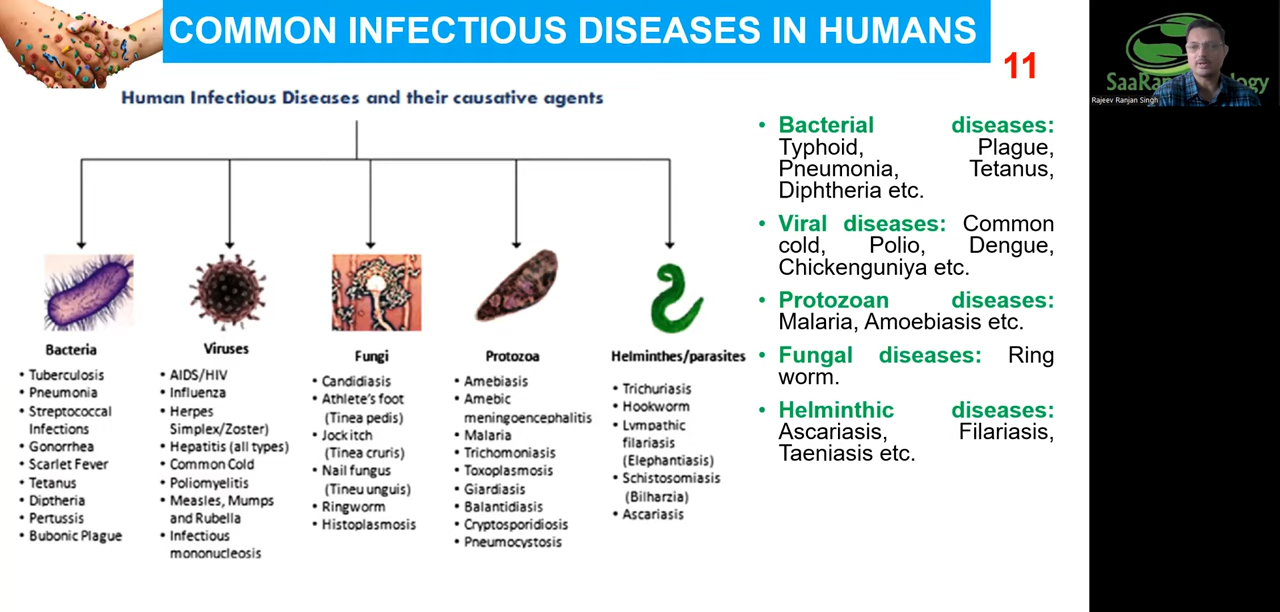 COMMON INFECTIOUS DISEASES IN HUMANS
11
Human Infectious Diseases and their causative agents
Bacteria
• Tuberculosis
• Pneumonia
• Streptococcal
Infections
• Gonorrhea
• Scarlet Fever
• Tetanus
• Diptheria
• Pertussis
• Bubonic Plague
Viruses
• AIDS/HIV
• Influenza
• Herpes
Simplex/Zoster)
• Hepatitis (all types)
• Common Cold
• Poliomyelitis
• Measles, Mumps
and Rubella
• Infectious
mononucleosis
Fungi
• Candidiasis
• Athlete's foot
(Tinea pedis)
• Jock itch
(Tinea cruris)
• Nail fungus
(Tineu unguis)
• Ringworm
• Histoplasmosis
Protozoa
• Amebiasis
• Amebic
meningoencephalitis
• Malaria
• Trichomoniasis
• Toxoplasmosis
• Giardiasis
• Balantidiasis
• Cryptosporidiosis
• Pneumocystosis
Helminthes/parasites
• Trichuriasis
• Hookworm
• Lympathic
filariasis
(Elephantiasis)
• Schistosomiasis
(Bilharzia)
• Ascariasis
• Bacterial diseases:
Typhoid, Plague,
Pneumonia, Tetanus,
Diphtheria etc.
• Viral diseases: Common
cold, Polio, Dengue,
Chickenguniya etc.
• Protozoan diseases:
Malaria, Amoebiasis etc.
• Fungal diseases: Ring
worm.
• Helminthic diseases:
Ascariasis, Filariasis,
Taeniasis etc.
Rajeev Ranjan Singh